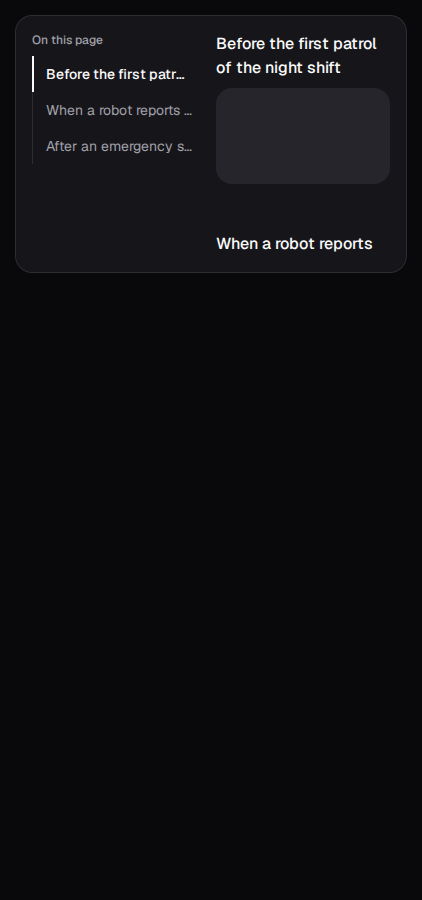 On this page
Before the first patr...
When a robot reports ...
After an emergency s...
Before the first patrol
of the night shift
When a robot reports